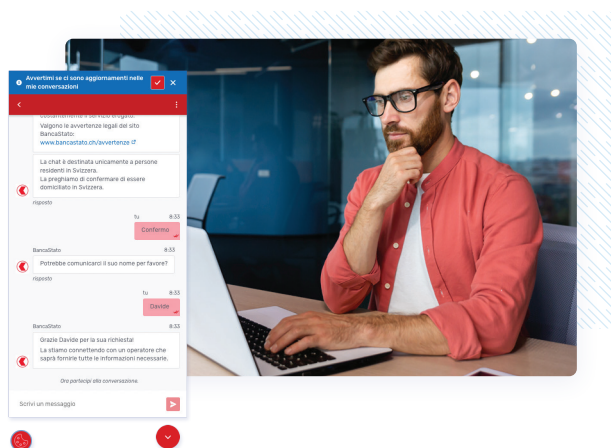 Avvertimi se ci sono aggiornamenti nelle
mie conversazioni
costantemente il servizio erogato.
Valgono le avvertenze legali del sito
BancaStato:
www.bancastato.ch/avvertenze
La chat è destinata unicamente a persone
residenti in Svizzera.
La preghiamo di confermare di essere
domiciliato in Svizzera.
risposto
tu 8:33
Confermo
BancaStato 8:33
Potrebbe comunicarci il suo nome per favore?
risposto
tu 8:33
Davide
BancaStato 8:33
Grazie Davide per la sua richiesta!
La stiamo connettendo con un operatore che
saprà fornirle tutte le informazioni necessarie.
Ora partecipi alla conversazione.
Scrivi un messaggio